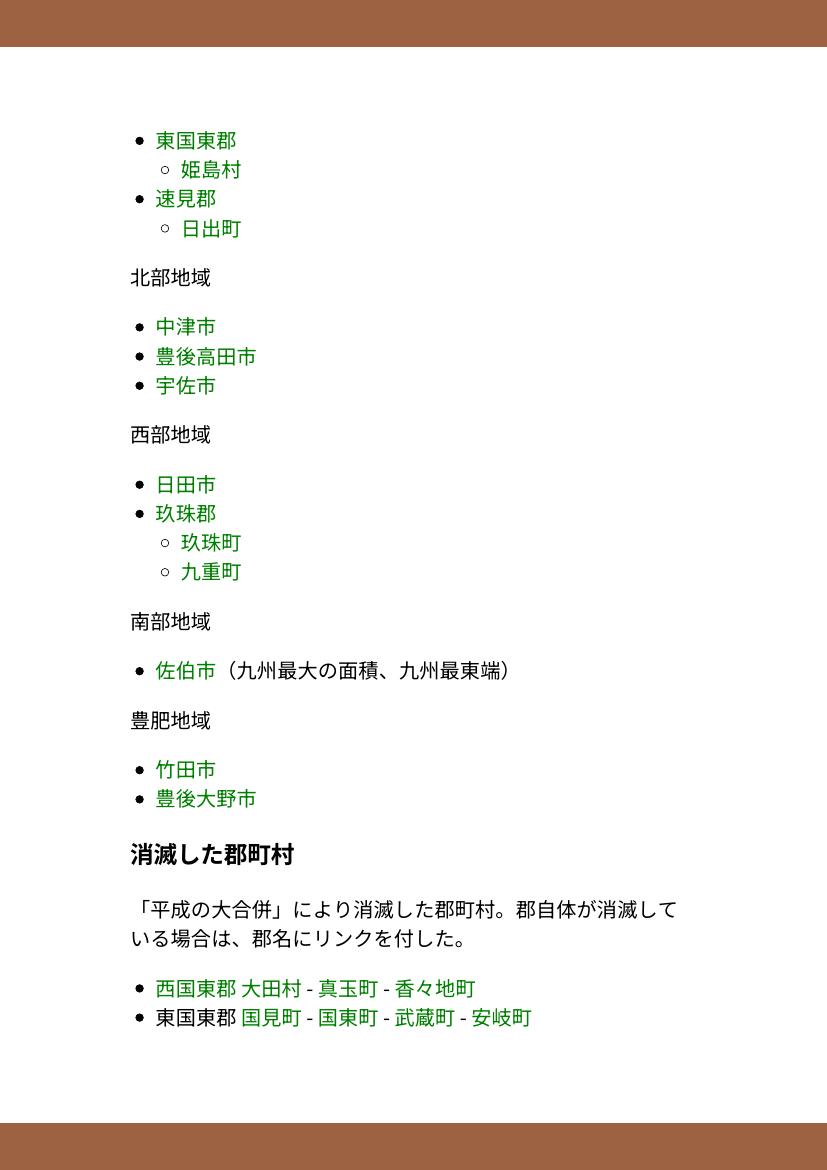 東国東郡
姫島村
速見郡
日出町
北部地域
中津市
豊後高田市
宇佐市
西部地域
日田市
玖珠郡
玖珠町
九重町
南部地域
佐伯市（九州最大の面積、九州最東端）
豊肥地域
竹田市
豊後大野市
消滅した郡町村
「平成の大合併」により消滅した郡町村。郡自体が消滅して
いる場合は、郡名にリンクを付した。
西国東郡 大田村 - 真玉町 - 香々地町
東国東郡 国見町 - 国東町 - 武蔵町 - 安岐町